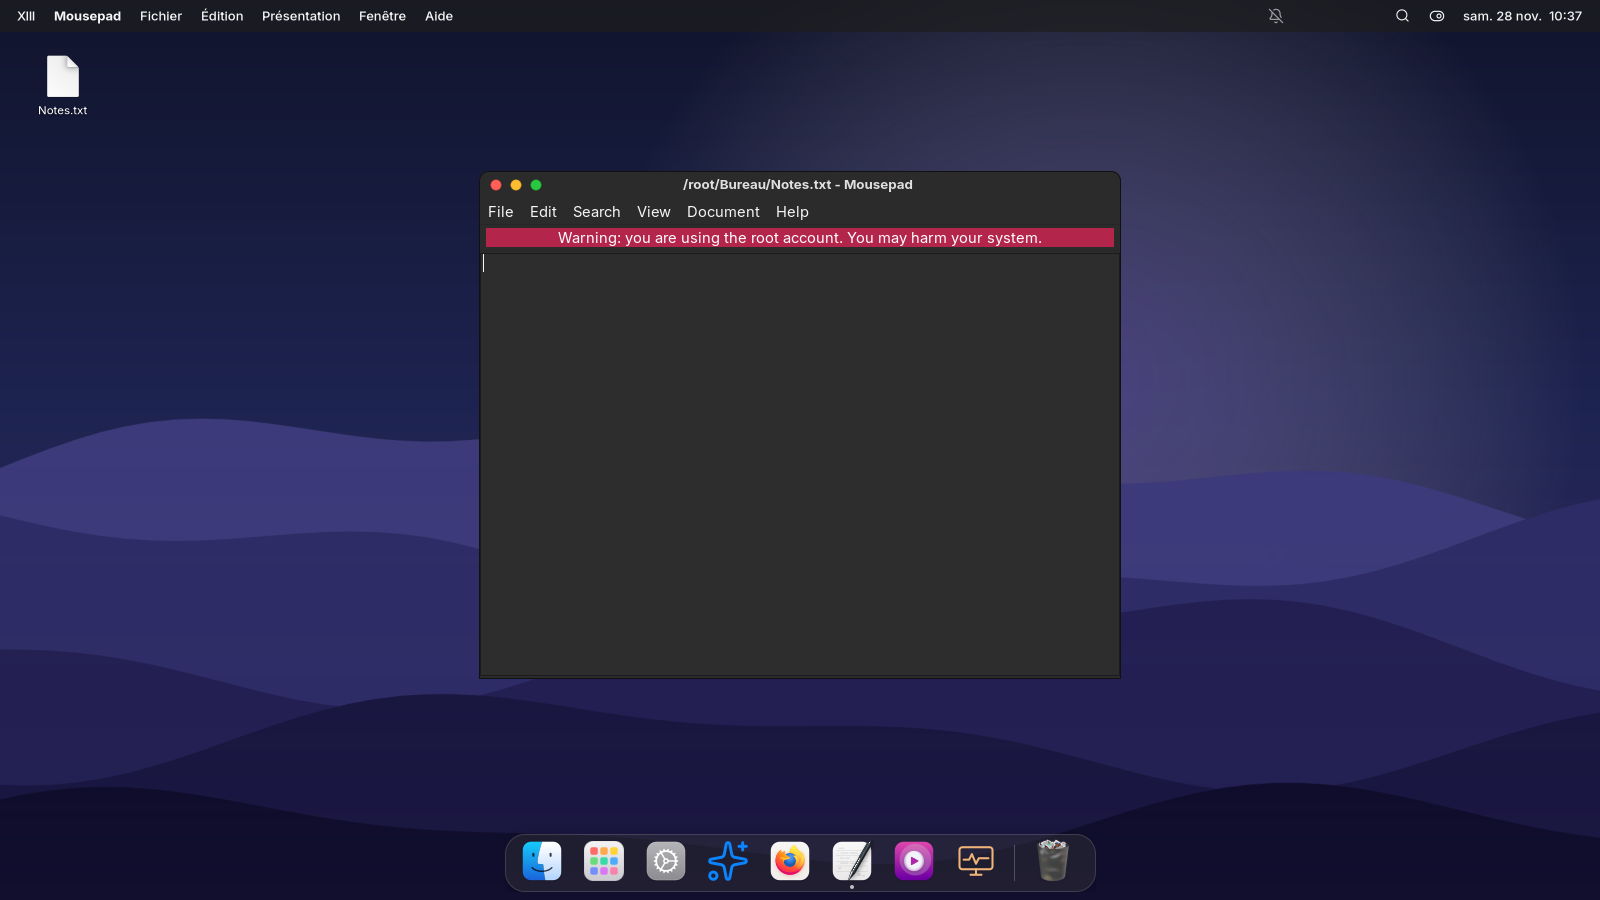 XIII Mousepad Fichier Édition Présentation Fenêtre Aide sam. 28 nov. 10:37
Notes.txt
/root/Bureau/Notes.txt - Mousepad
File Edit Search View Document Help
Warning: you are using the root account. You may harm your system.